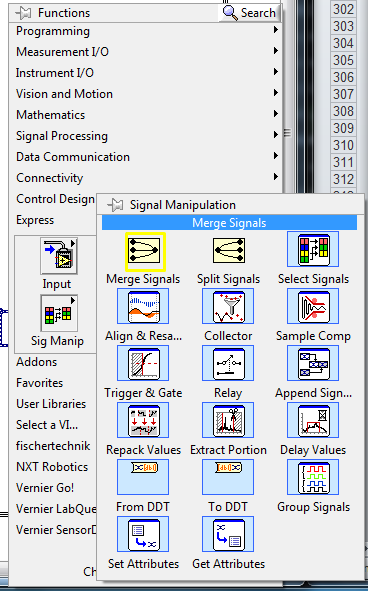 Functions
Search
Programming
Measurement I/O
Instrument I/O
Vision and Motion
Mathematics
Signal Processing
Data Communication
Connectivity
Control Design
Express
Input
Sig Manip
Addons
Favorites
User Libraries
Select a VI...
fischertechnik
NXT Robotics
Vernier Go!
Vernier LabQue
Vernier SensorD
Ch
Signal Manipulation
Merge Signals
Merge Signals Split Signals Select Signals
Align & Resa... Collector Sample Comp
Trigger & Gate Relay Append Sign...
Repack Values Extract Portion Delay Values
From DDT To DDT Group Signals
Set Attributes Get Attributes
302
303
304
305
306
307
308
309
310
311
312